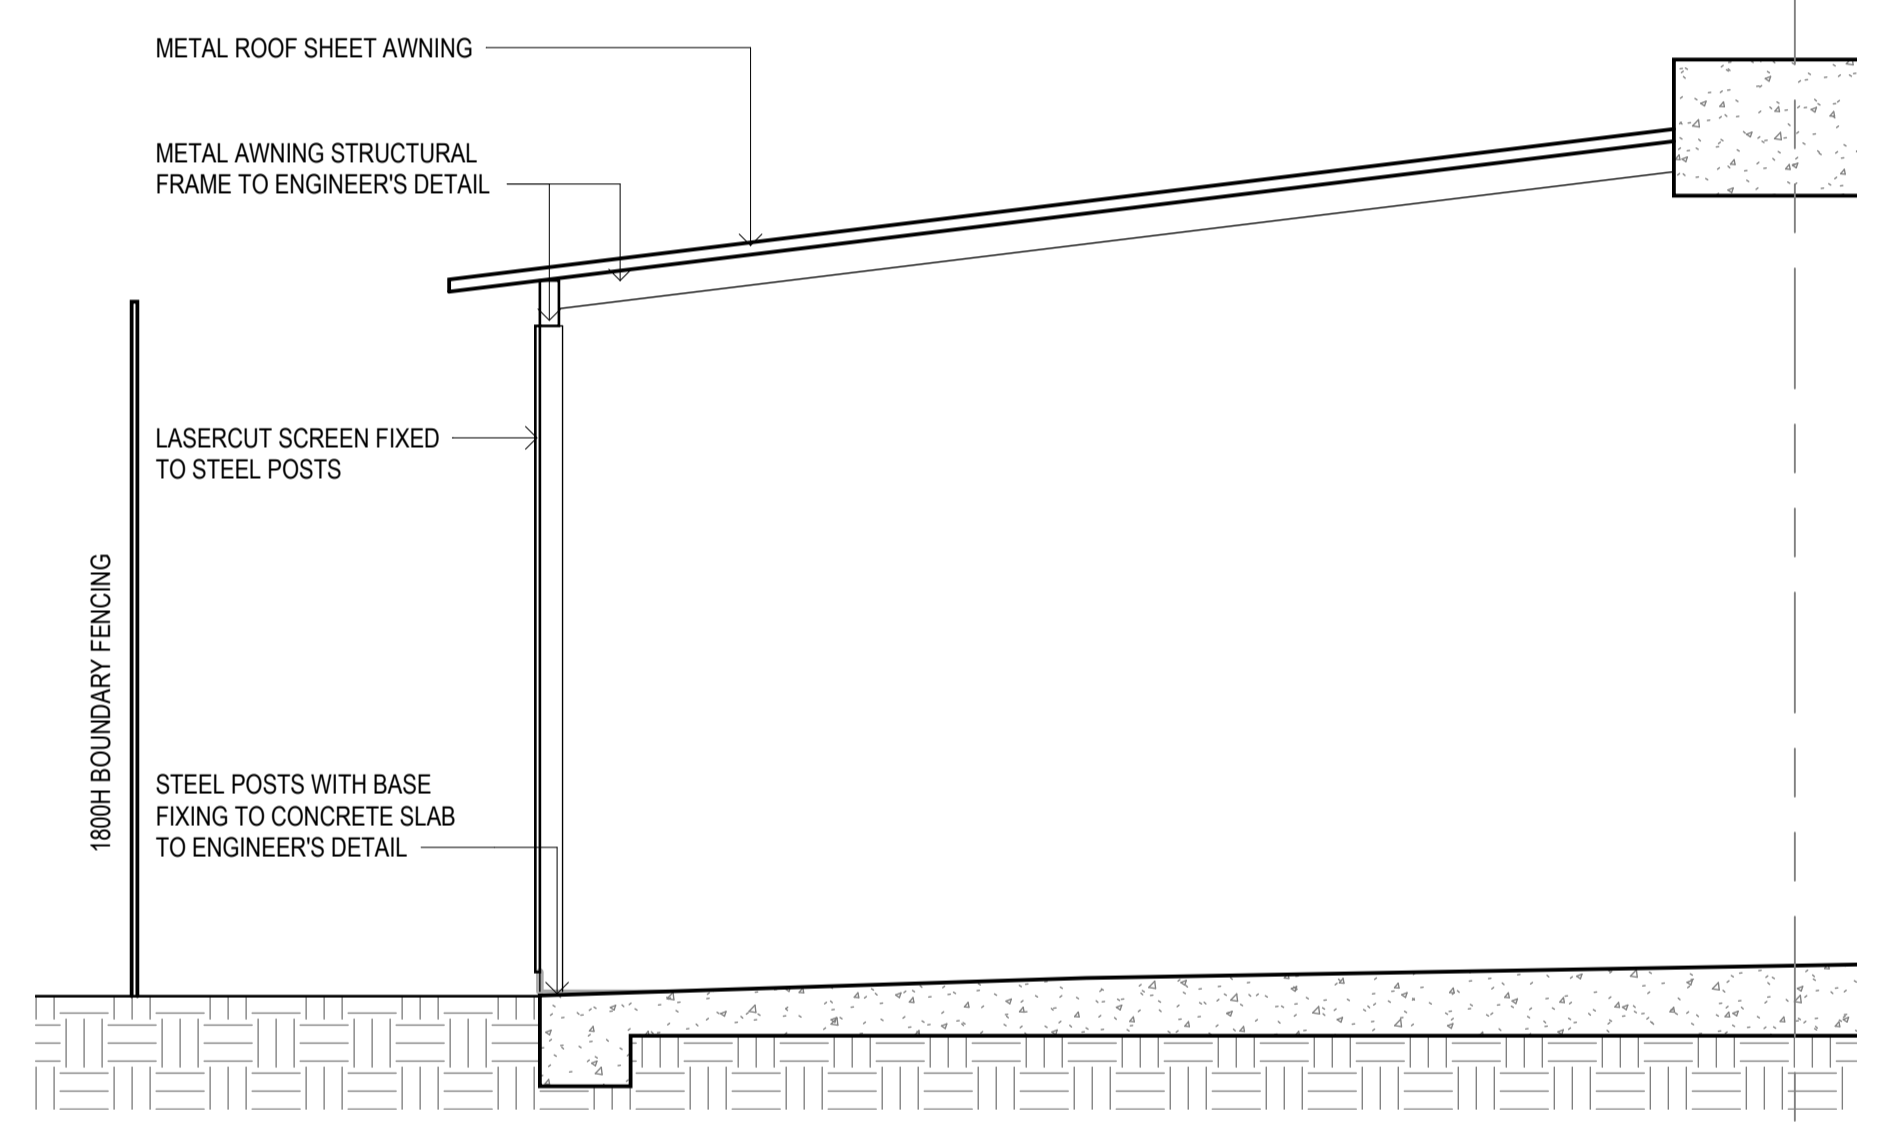 METAL ROOF SHEET AWNING
METAL AWNING STRUCTURAL
FRAME TO ENGINEER'S DETAIL
LASERCUT SCREEN FIXED
TO STEEL POSTS
1800H BOUNDARY FENCING
STEEL POSTS WITH BASE
FIXING TO CONCRETE SLAB
TO ENGINEER'S DETAIL